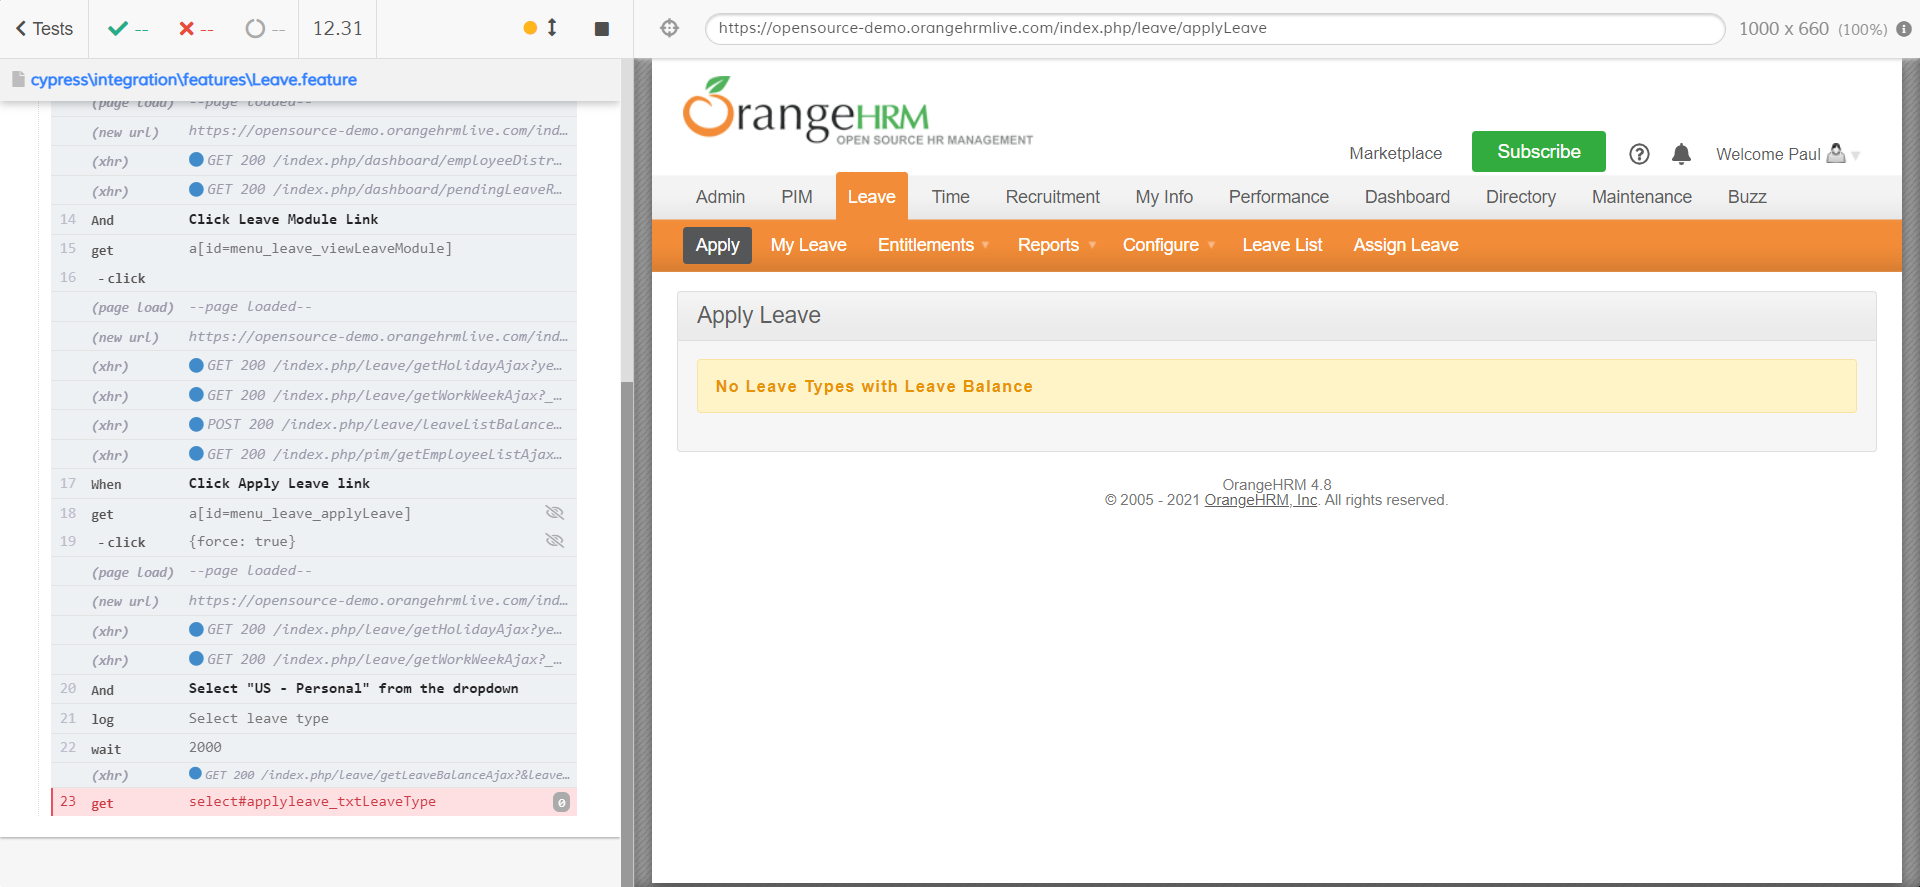 Tests
--
--
--
12.31
cypress\integration\features\Leave.feature
(page load) --page loaded--
(new url) https://opensource-demo.orangehrmlive.com/ind…
(xhr) GET 200 /index.php/dashboard/employeeDistr…
(xhr) GET 200 /index.php/dashboard/pendingLeaveR…
14 And Click Leave Module Link
15 get a[id=menu_leave_viewLeaveModule]
16 - click
(page load) --page loaded--
(new url) https://opensource-demo.orangehrmlive.com/ind…
(xhr) GET 200 /index.php/leave/getHolidayAjax?ye…
(xhr) GET 200 /index.php/leave/getWorkWeekAjax?_…
(xhr) POST 200 /index.php/leave/leaveListBalance…
(xhr) GET 200 /index.php/pim/getEmployeeListAjax…
17 When Click Apply Leave link
18 get a[id=menu_leave_applyLeave]
19 - click {force: true}
(page load) --page loaded--
(new url) https://opensource-demo.orangehrmlive.com/ind…
(xhr) GET 200 /index.php/leave/getHolidayAjax?ye…
(xhr) GET 200 /index.php/leave/getWorkWeekAjax?_…
20 And Select "US - Personal" from the dropdown
21 log Select leave type
22 wait 2000
(xhr) GET 200 /index.php/leave/getLeaveBalanceAjax?&leave…
23 get select#applyleave_txtLeaveType 0
https://opensource-demo.orangehrmlive.com/index.php/leave/applyLeave
1000 x 660 (100%)
OrangeHRM
OPEN SOURCE HR MANAGEMENT
Marketplace Subscribe Welcome Paul
Admin PIM Leave Time Recruitment My Info Performance Dashboard Directory Maintenance Buzz
Apply My Leave Entitlements Reports Configure Leave List Assign Leave
Apply Leave
No Leave Types with Leave Balance
OrangeHRM 4.8
© 2005 - 2021 OrangeHRM, Inc. All rights reserved.